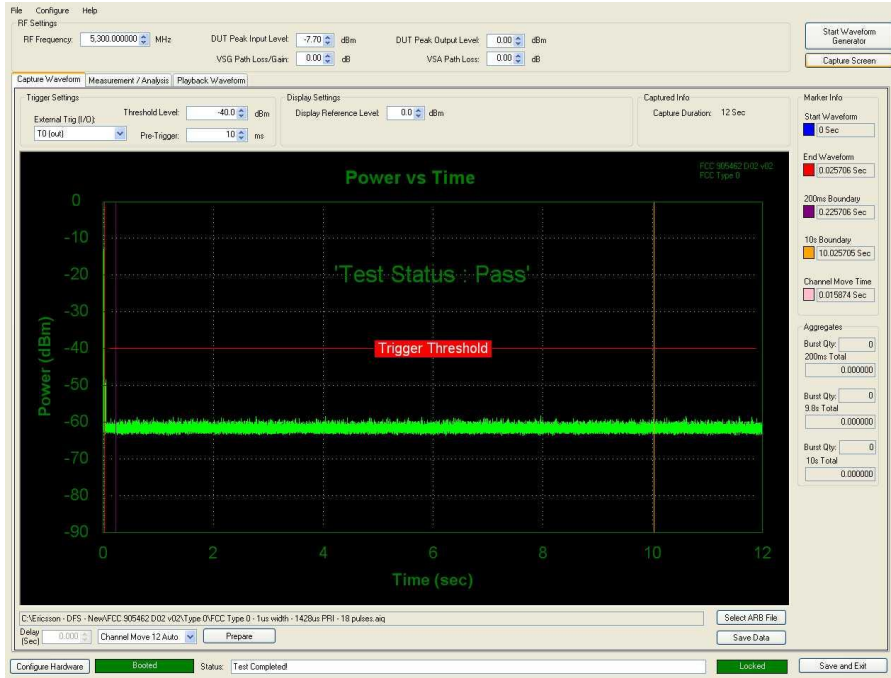 File Configure Help
RF Settings
RF Frequency: 5,300.000000 MHz
DUT Peak Input Level: -7.70 dBm
DUT Peak Output Level: 0.00 dBm
VSG Path Loss/Gain: 0.00 dB
VSA Path Loss: 0.00 dB
Start Waveform Generator
Capture Screen
Capture Waveform Measurement / Analysis Playback Waveform
Trigger Settings
External Trig (I/O):
T0 (out)
Threshold Level: -40.0 dBm
Pre-Trigger: 10 ms
Display Settings
Display Reference Level: 0.0 dBm
Captured Info
Capture Duration: 12 Sec
Marker Info
Start Waveform
0 Sec
End Waveform
0.025706 Sec
200ms Boundary
0.225706 Sec
10s Boundary
10.025705 Sec
Channel Move Time
0.015874 Sec
Aggregates
Burst Qty: 0
200ms Total
0.000000
Burst Qty: 0
9.8s Total
0.000000
Burst Qty: 0
10s Total
0.000000
Power vs Time
FCC 905462 D02 v02
FCC Type 0
'Test Status : Pass'
Trigger Threshold
Power (dBm)
0
-10
-20
-30
-40
-50
-60
-70
-80
-90
0 2 4 6 8 10 12
Time (sec)
C:\Ericsson - DFS - New\FCC 905462 D02 v02\Type 0\FCC Type 0 - 1us width - 1428us PRI - 18 pulses.aiq
Select ARB File
Delay (Sec) 0.000 Channel Move 12 Auto Prepare
Save Data
Configure Hardware Booted Status: Test Completed! Locked Save and Exit